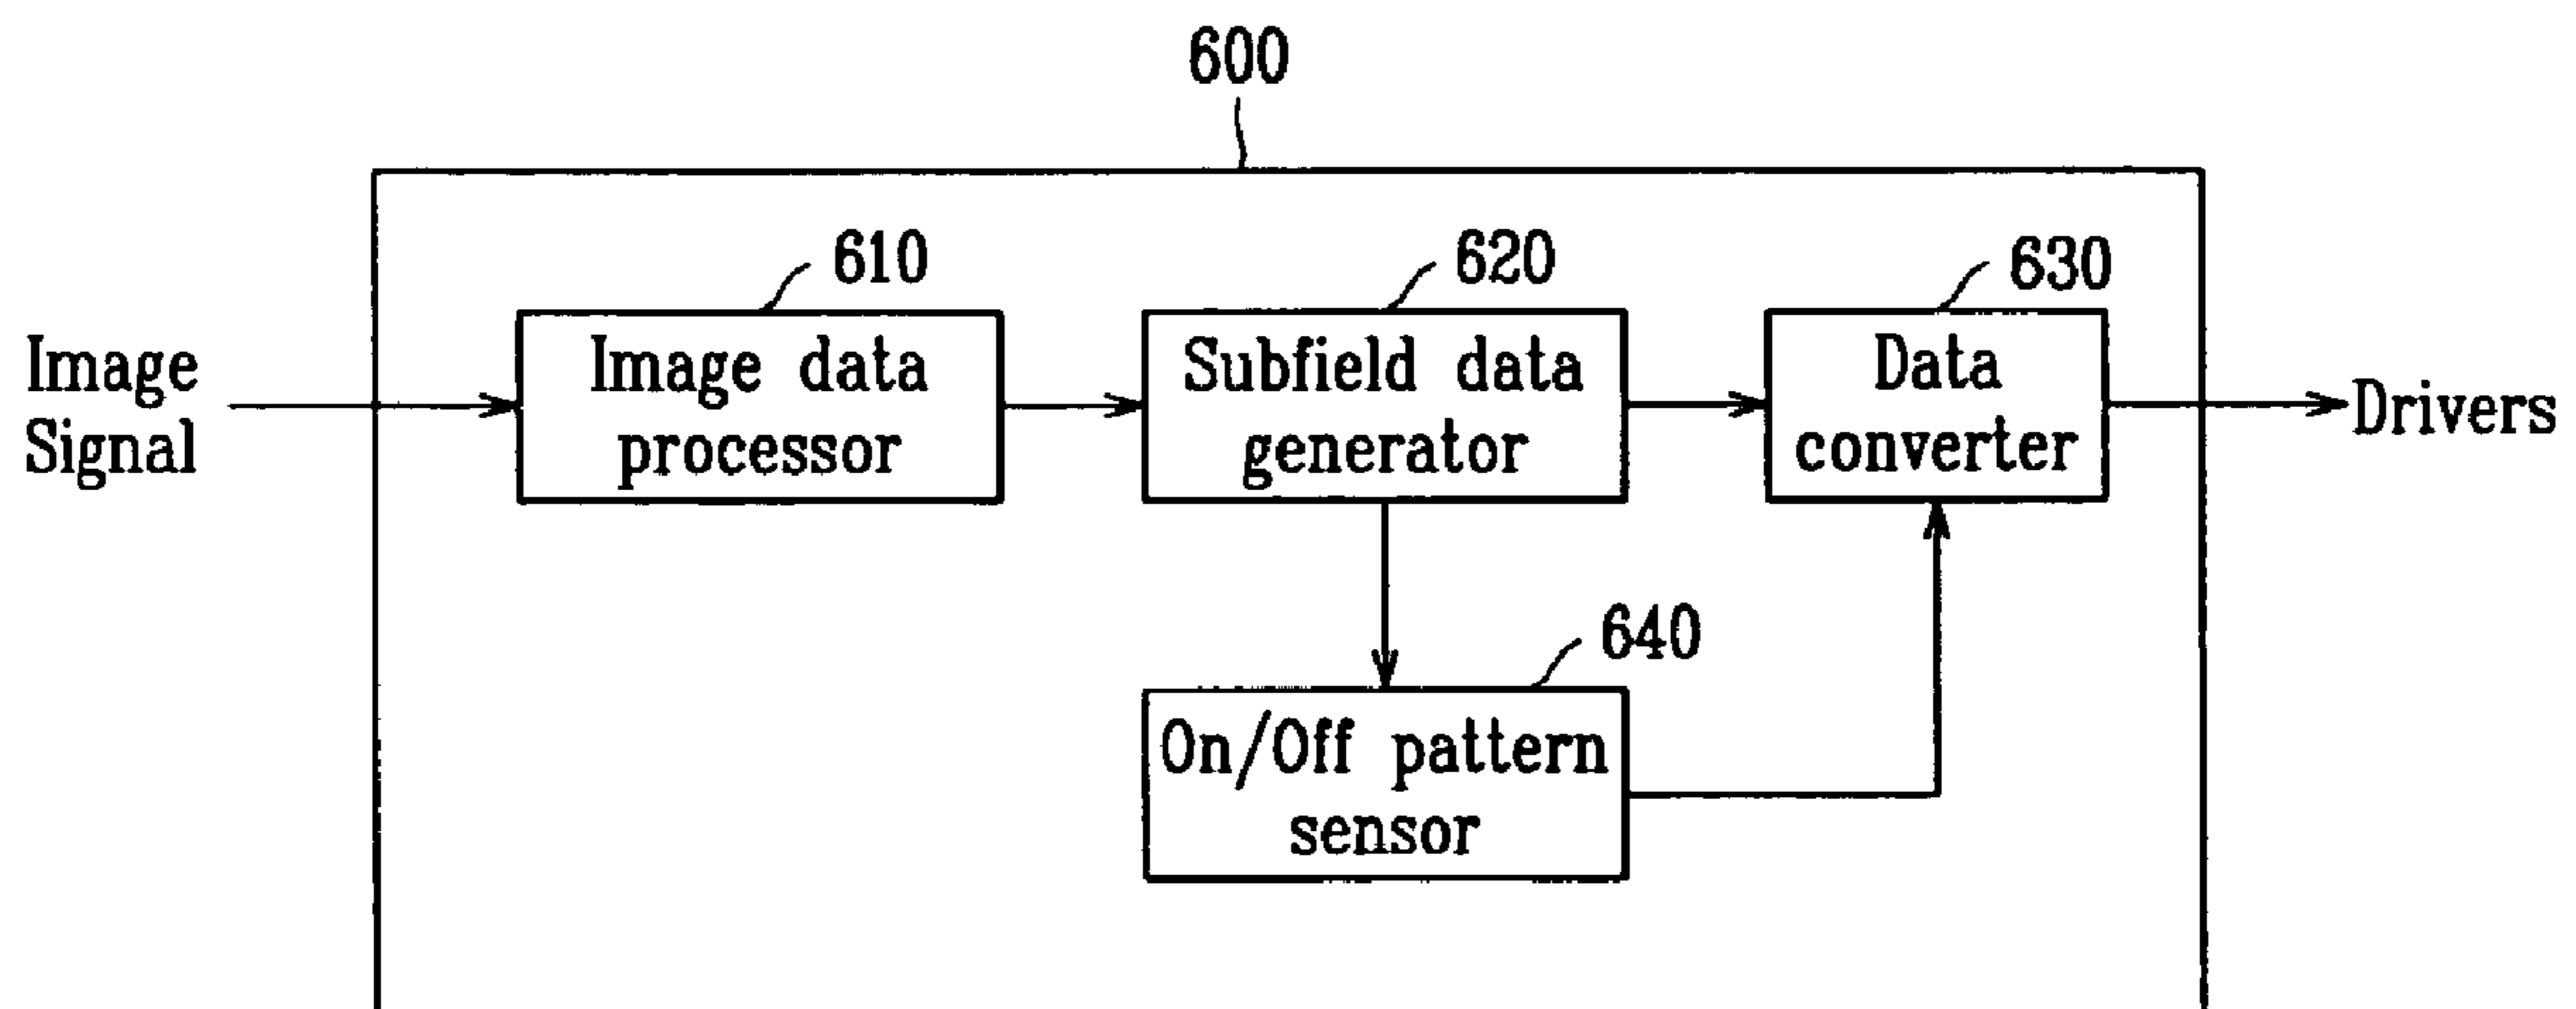 600
610
620
630
Image
Signal
Image data
processor
Subfield data
generator
Data
converter
Drivers
640
On/Off pattern
sensor